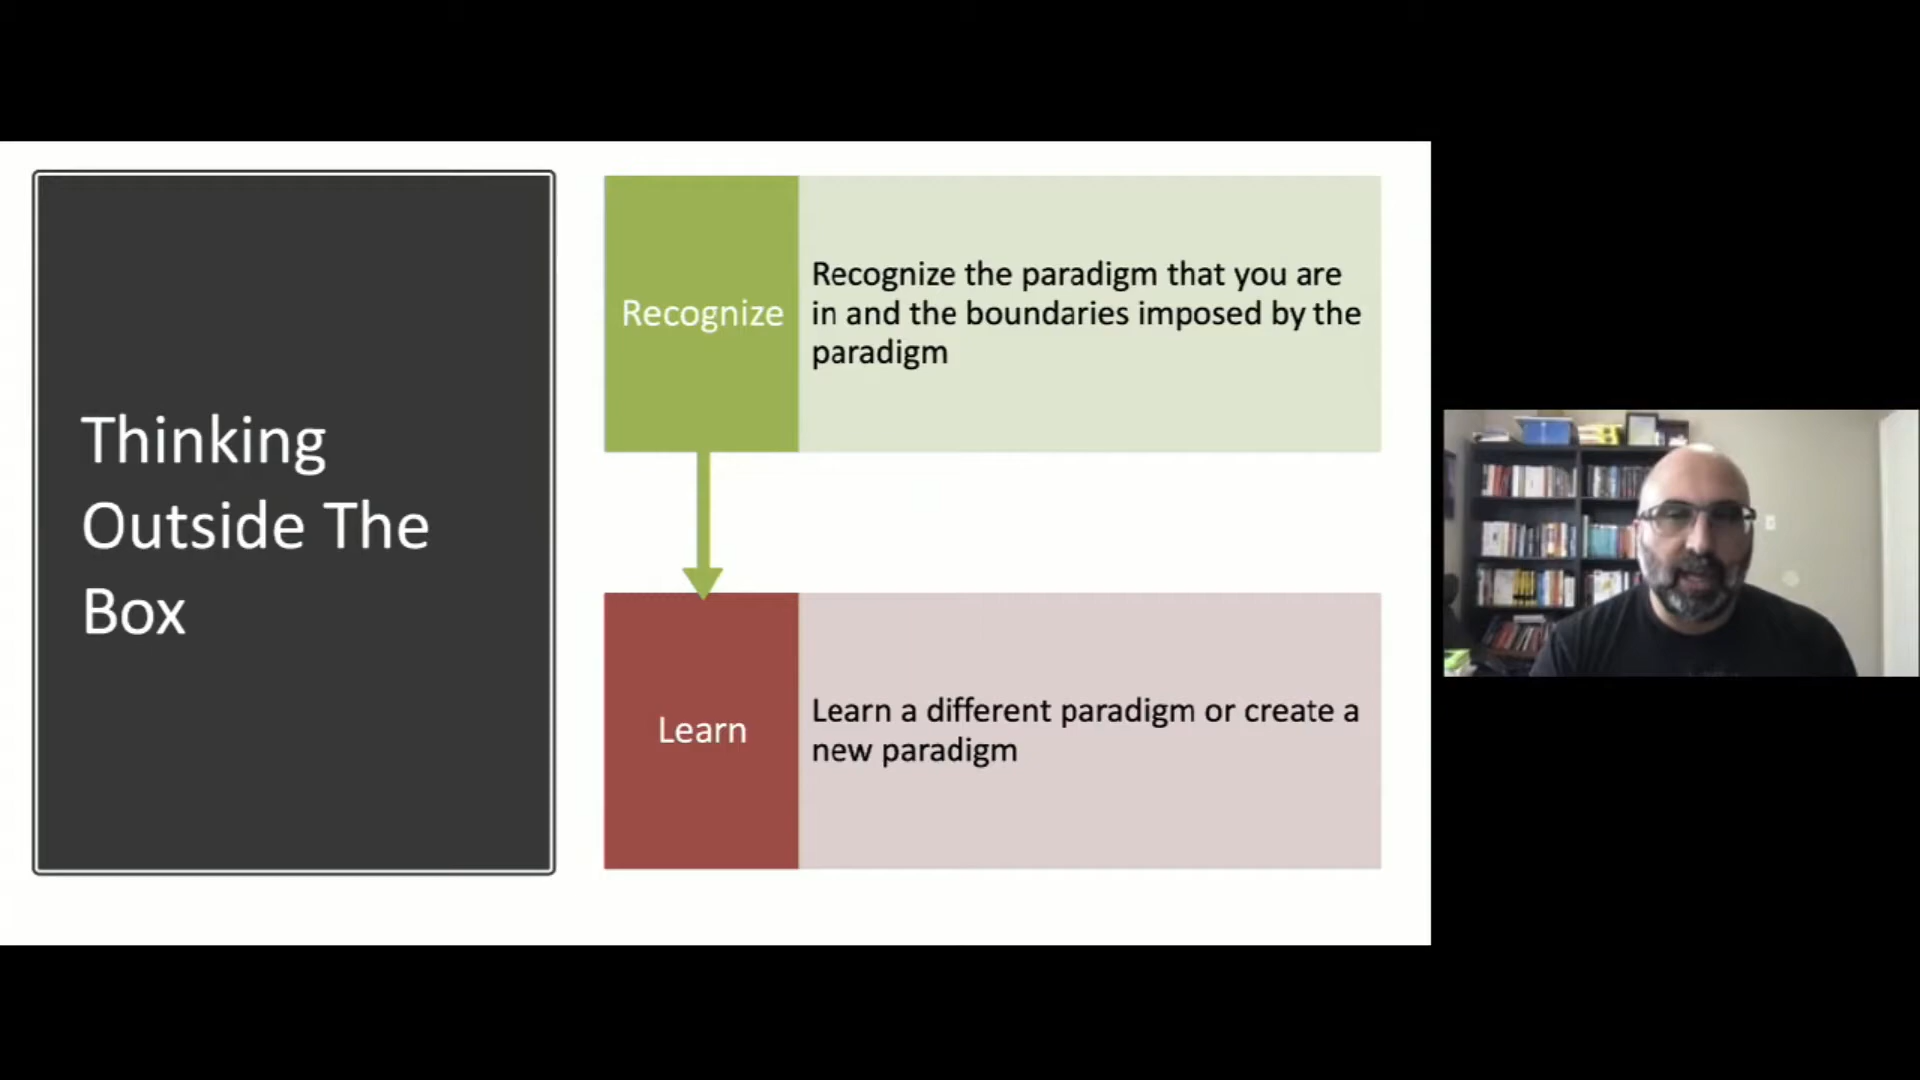 Thinking
Outside The
Box
Recognize
Recognize the paradigm that you are
in and the boundaries imposed by the
paradigm
Learn
Learn a different paradigm or create a
new paradigm